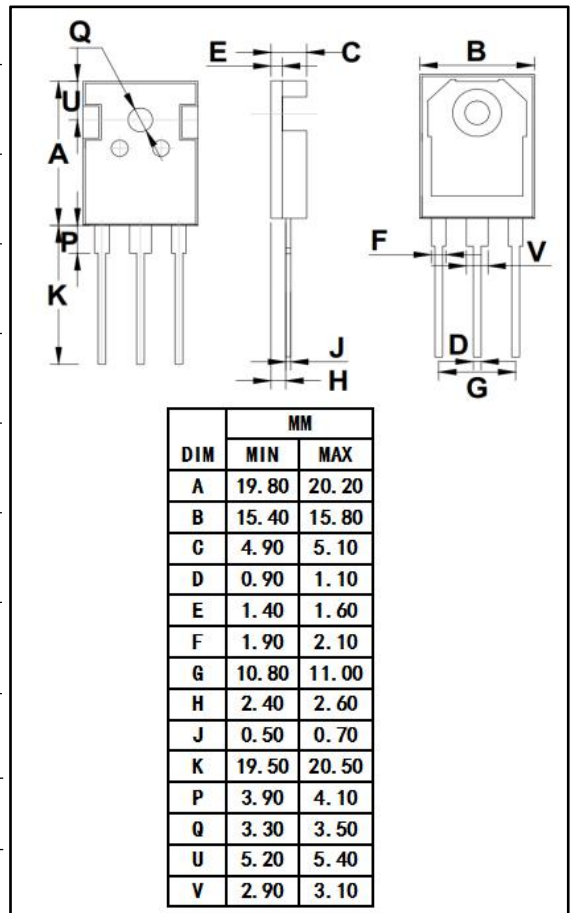 Q
E C B
U
A
P
F V
K
J D
H G
MM
DIM MIN MAX
A 19.80 20.20
B 15.40 15.80
C 4.90 5.10
D 0.90 1.10
E 1.40 1.60
F 1.90 2.10
G 10.80 11.00
H 2.40 2.60
J 0.50 0.70
K 19.50 20.50
P 3.90 4.10
Q 3.30 3.50
U 5.20 5.40
V 2.90 3.10